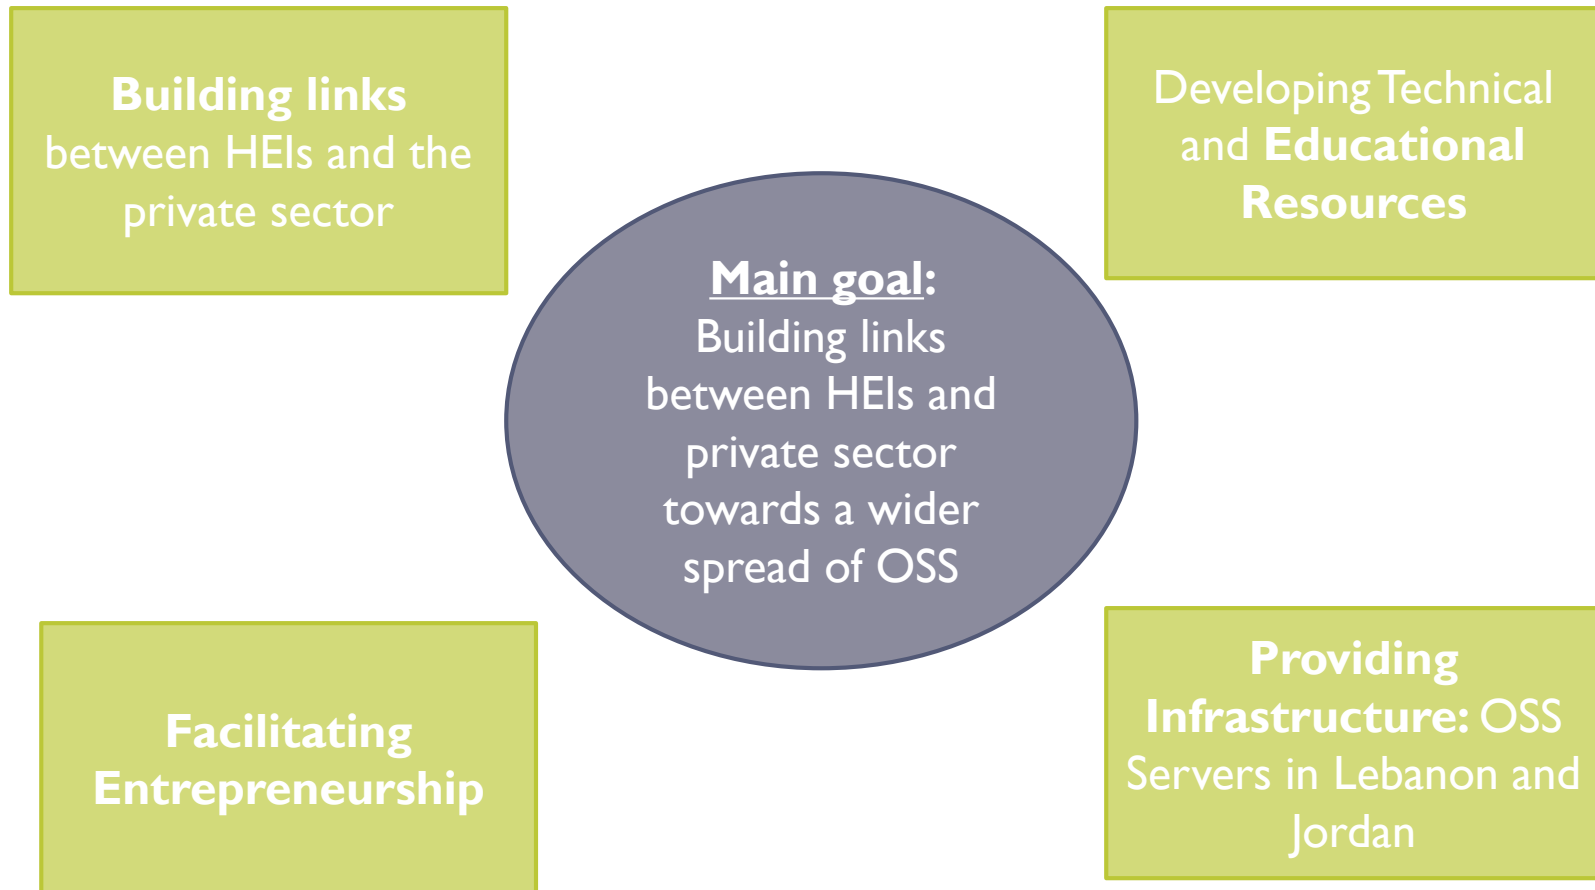 Building links
between HEIs and the
private sector
Developing Technical
and Educational
Resources
Main goal:
Building links
between HEIs and
private sector
towards a wider
spread of OSS
Facilitating
Entrepreneurship
Providing
Infrastructure: OSS
Servers in Lebanon and
Jordan